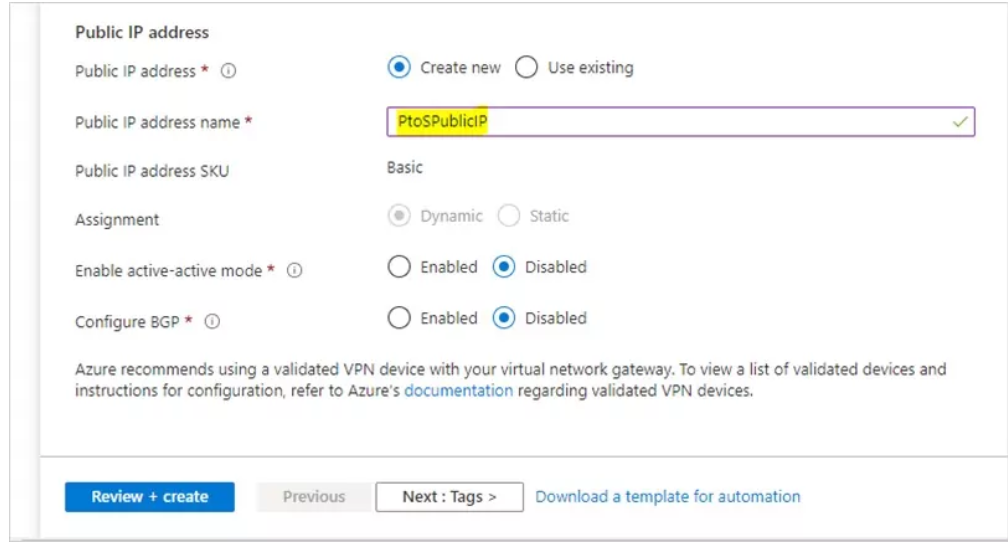 Public IP address
Public IP address * Create new Use existing
Public IP address name * PtoSPublicIP
Public IP address SKU Basic
Assignment Dynamic Static
Enable active-active mode * Enabled Disabled
Configure BGP * Enabled Disabled
Azure recommends using a validated VPN device with your virtual network gateway. To view a list of validated devices and
instructions for configuration, refer to Azure's documentation regarding validated VPN devices.
Review + create Previous Next : Tags > Download a template for automation